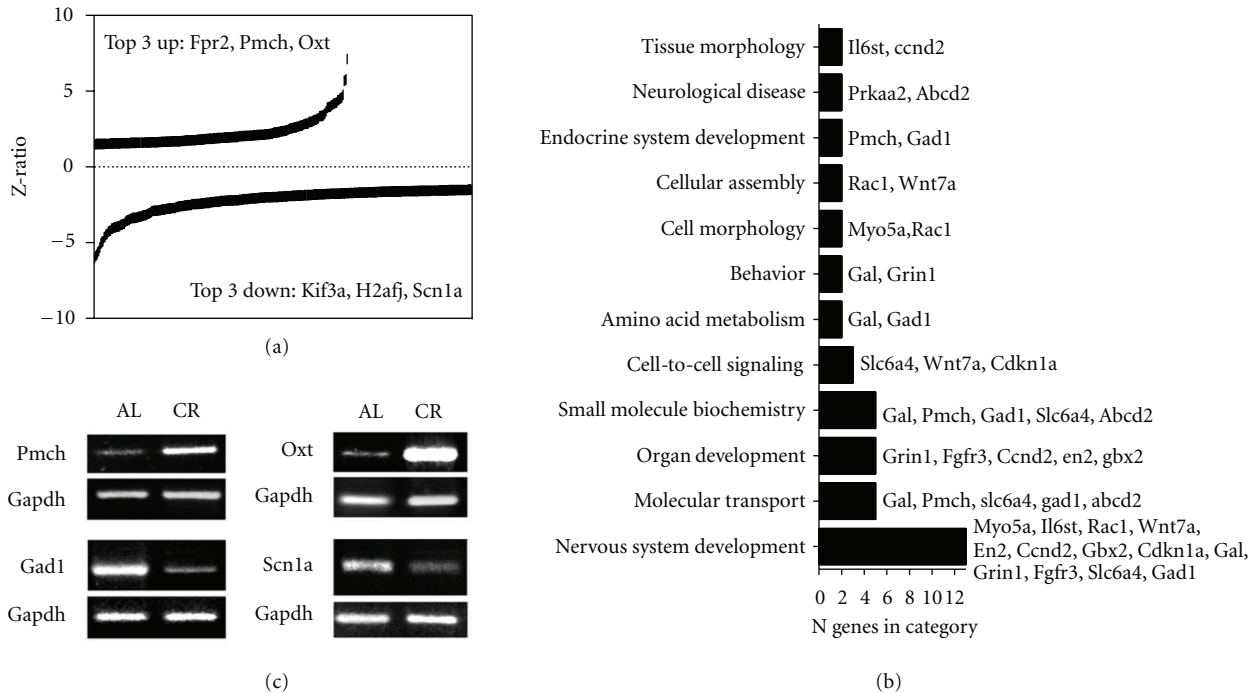 10
5
0
−5
−10
Z-ratio
Top 3 up: Fpr2, Pmch, Oxt
Top 3 down: Kif3a, H2afj, Scn1a
(a)
AL CR
Pmch
Gapdh
Gad1
Gapdh
AL CR
Oxt
Gapdh
Scn1a
Gapdh
(c)
Tissue morphology Il6st, ccnd2
Neurological disease Prkaa2, Abcd2
Endocrine system development Pmch, Gad1
Cellular assembly Rac1, Wnt7a
Cell morphology Myo5a,Rac1
Behavior Gal, Grin1
Amino acid metabolism Gal, Gad1
Cell-to-cell signaling Slc6a4, Wnt7a, Cdkn1a
Small molecule biochemistry Gal, Pmch, Gad1, Slc6a4, Abcd2
Organ development Grin1, Fgfr3, Ccnd2, en2, gbx2
Molecular transport Gal, Pmch, slc6a4, gad1, abcd2
Nervous system development
Myo5a, Il6st, Rac1, Wnt7a,
En2, Ccnd2, Gbx2, Cdkn1a, Gal,
Grin1, Fgfr3, Slc6a4, Gad1
0 2 4 6 8 10 12
N genes in category
(b)